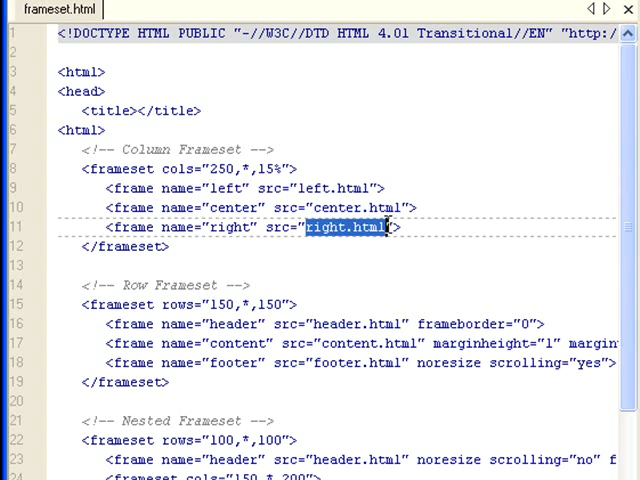 frameset.html
1 <!DOCTYPE HTML PUBLIC "-//W3C//DTD HTML 4.01 Transitional//EN" "http:/
2
3 <html>
4 <head>
5 <title></title>
6 <html>
7 <!-- Column Frameset -->
8 <frameset cols="250,*,15%">
9 <frame name="left" src="left.html">
10 <frame name="center" src="center.html">
11 <frame name="right" src="right.html">
12 </frameset>
13
14 <!-- Row Frameset -->
15 <frameset rows="150,*,150">
16 <frame name="header" src="header.html" frameborder="0">
17 <frame name="content" src="content.html" marginheight="1" margin
18 <frame name="footer" src="footer.html" noresize scrolling="yes">
19 </frameset>
20
21 <!-- Nested Frameset -->
22 <frameset rows="100,*,100">
23 <frame name="header" src="header.html" noresize scrolling="no" f
24 <frameset cols="150,*,200">